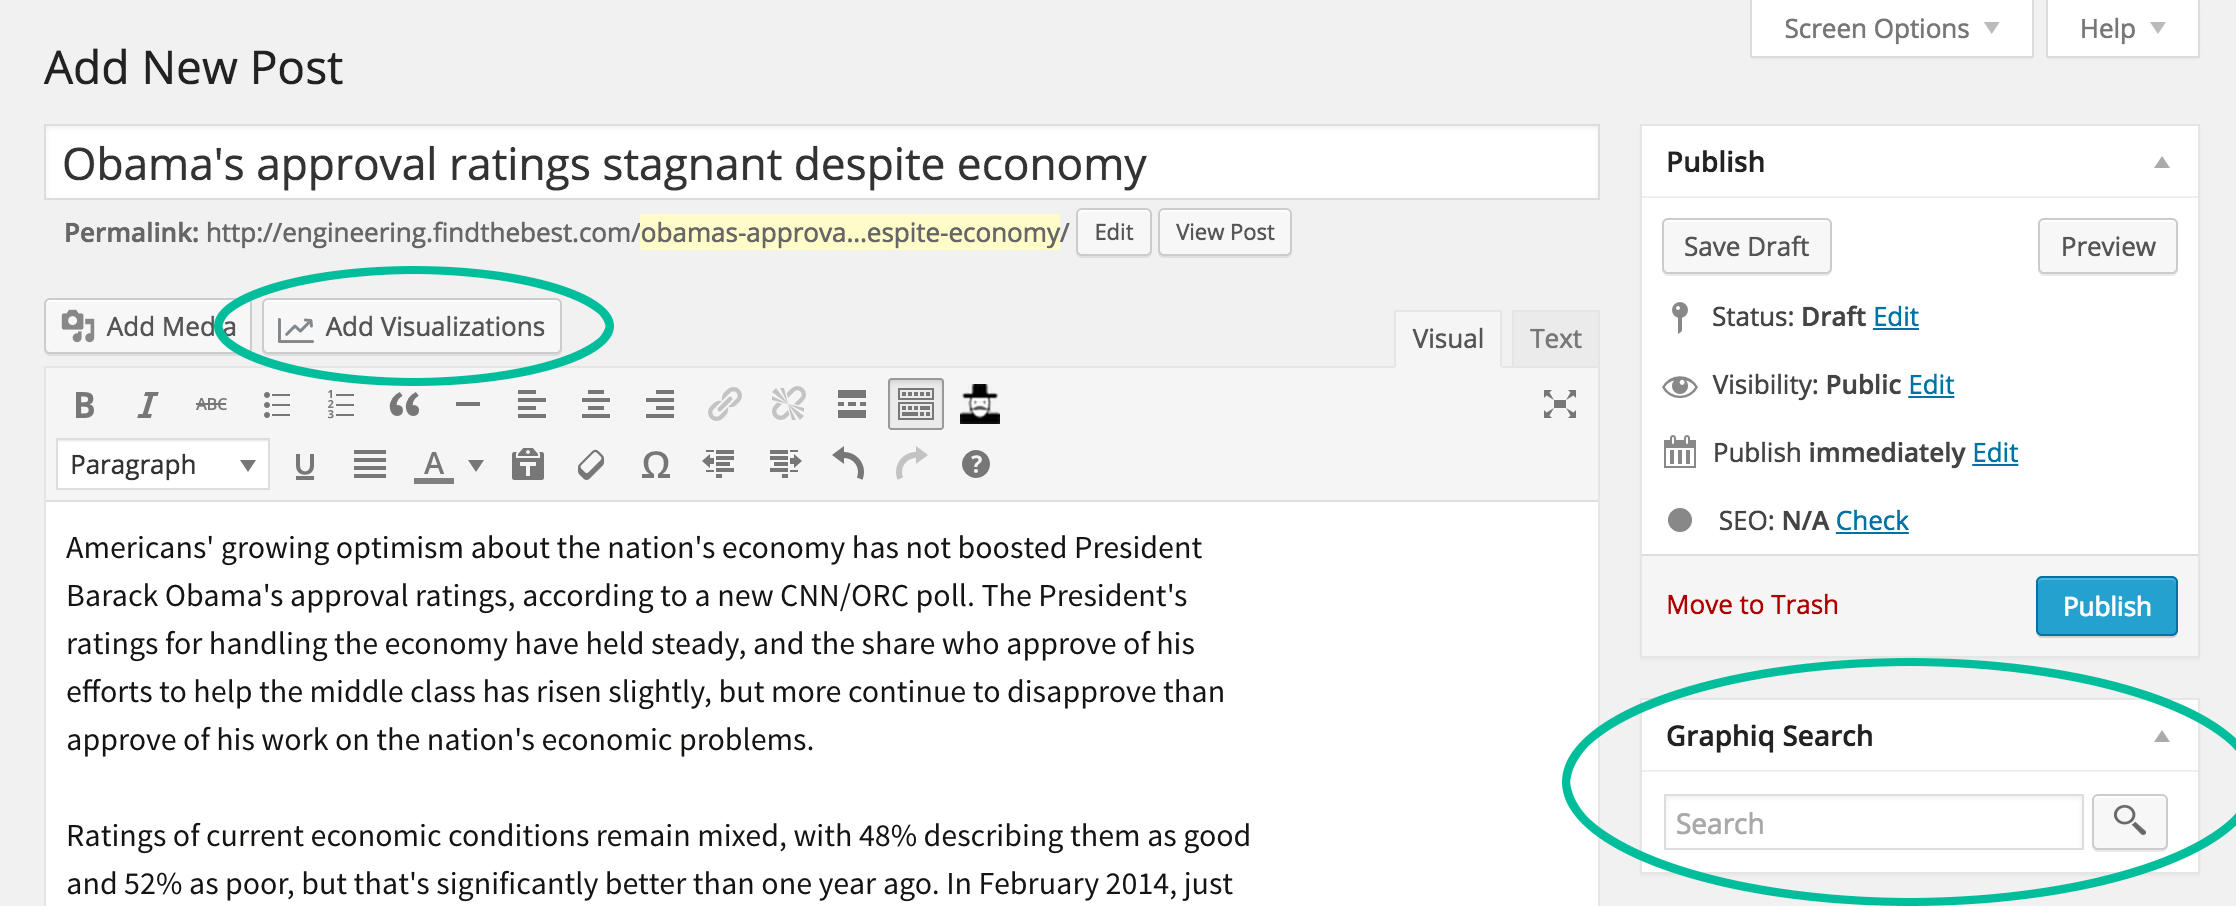 Screen Options
Help
Add New Post
Obama's approval ratings stagnant despite economy
Permalink: http://engineering.findthebest.com/obamas-approva...espite-economy/ Edit View Post
Add Media
Add Visualizations
Visual
Text
B I ABC
1
2
3
Paragraph
U
A
T
Ω
?
Americans' growing optimism about the nation's economy has not boosted President
Barack Obama's approval ratings, according to a new CNN/ORC poll. The President's
ratings for handling the economy have held steady, and the share who approve of his
efforts to help the middle class has risen slightly, but more continue to disapprove than
approve of his work on the nation's economic problems.
Ratings of current economic conditions remain mixed, with 48% describing them as good
and 52% as poor, but that's significantly better than one year ago. In February 2014, just
Publish
Save Draft
Preview
Status: Draft Edit
Visibility: Public Edit
Publish immediately Edit
SEO: N/A Check
Move to Trash
Publish
Graphiq Search
Search